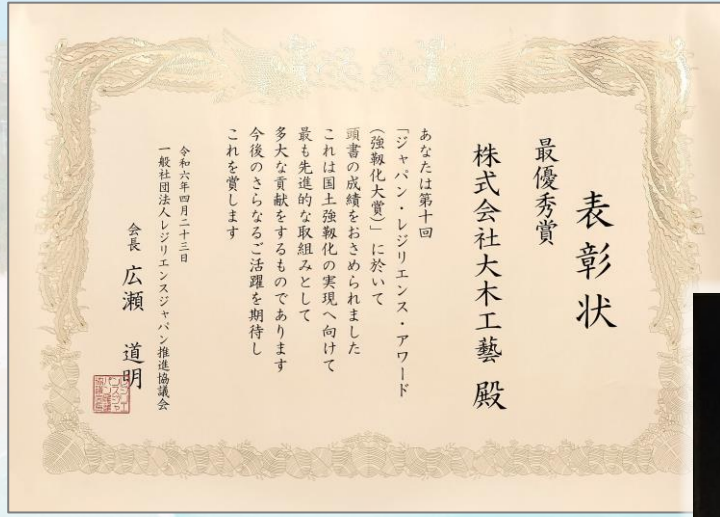 表彰状
最優秀賞
株式会社大木工藝 殿
あなたは第十回
「ジャパン・レジリエンス・アワード
(強靱化大賞)」に於いて
頭書の成績をおさめられました
これは国土強靱化の実現へ向けて
最も先進的な取組みとして
多大な貢献をするものであります
今後のさらなるご活躍を期待し
これを賞します
令和六年四月二十三日
一般社団法人レジリエンスジャパン推進協議会
会長 広瀬 道明